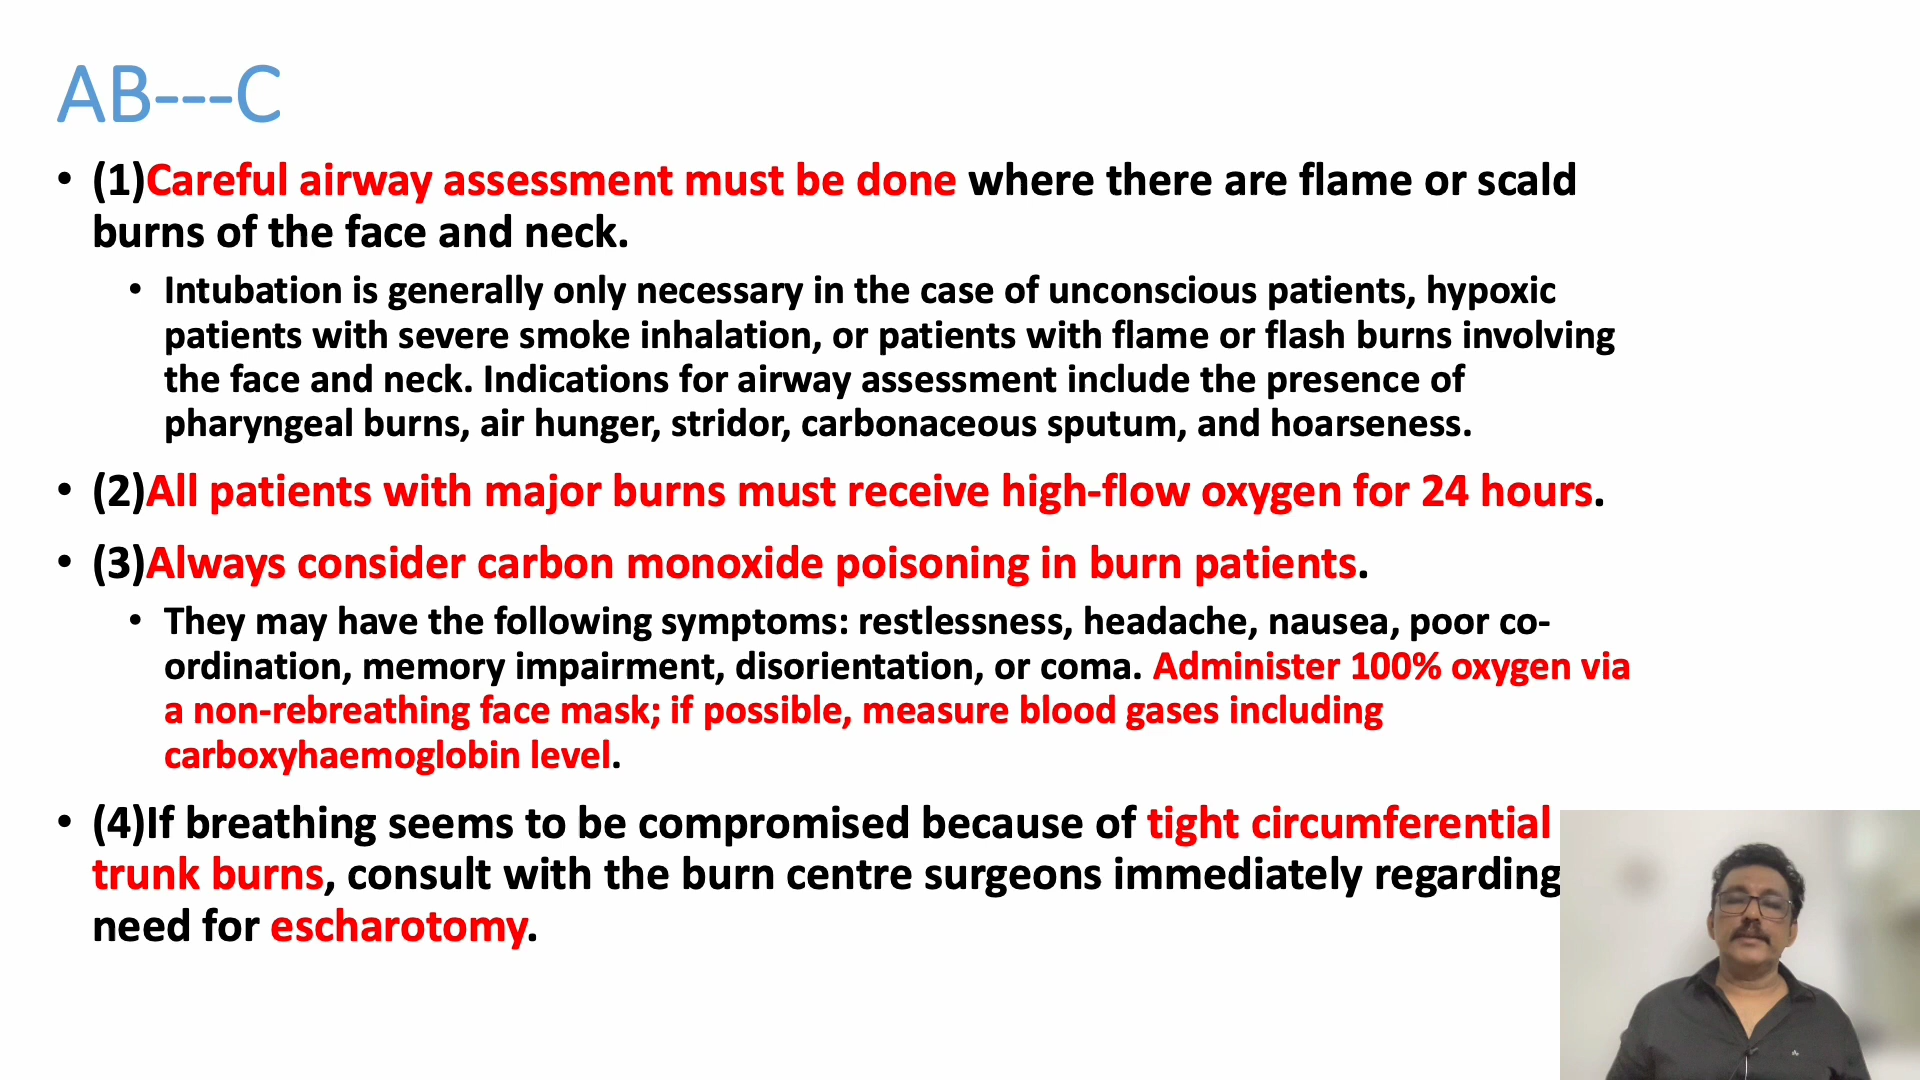 AB---C
• (1)Careful airway assessment must be done where there are flame or scald
burns of the face and neck.
• Intubation is generally only necessary in the case of unconscious patients, hypoxic
patients with severe smoke inhalation, or patients with flame or flash burns involving
the face and neck. Indications for airway assessment include the presence of
pharyngeal burns, air hunger, stridor, carbonaceous sputum, and hoarseness.
• (2)All patients with major burns must receive high-flow oxygen for 24 hours.
• (3)Always consider carbon monoxide poisoning in burn patients.
• They may have the following symptoms: restlessness, headache, nausea, poor co-
ordination, memory impairment, disorientation, or coma. Administer 100% oxygen via
a non-rebreathing face mask; if possible, measure blood gases including
carboxyhaemoglobin level.
• (4)If breathing seems to be compromised because of tight circumferential
trunk burns, consult with the burn centre surgeons immediately regarding
need for escharotomy.